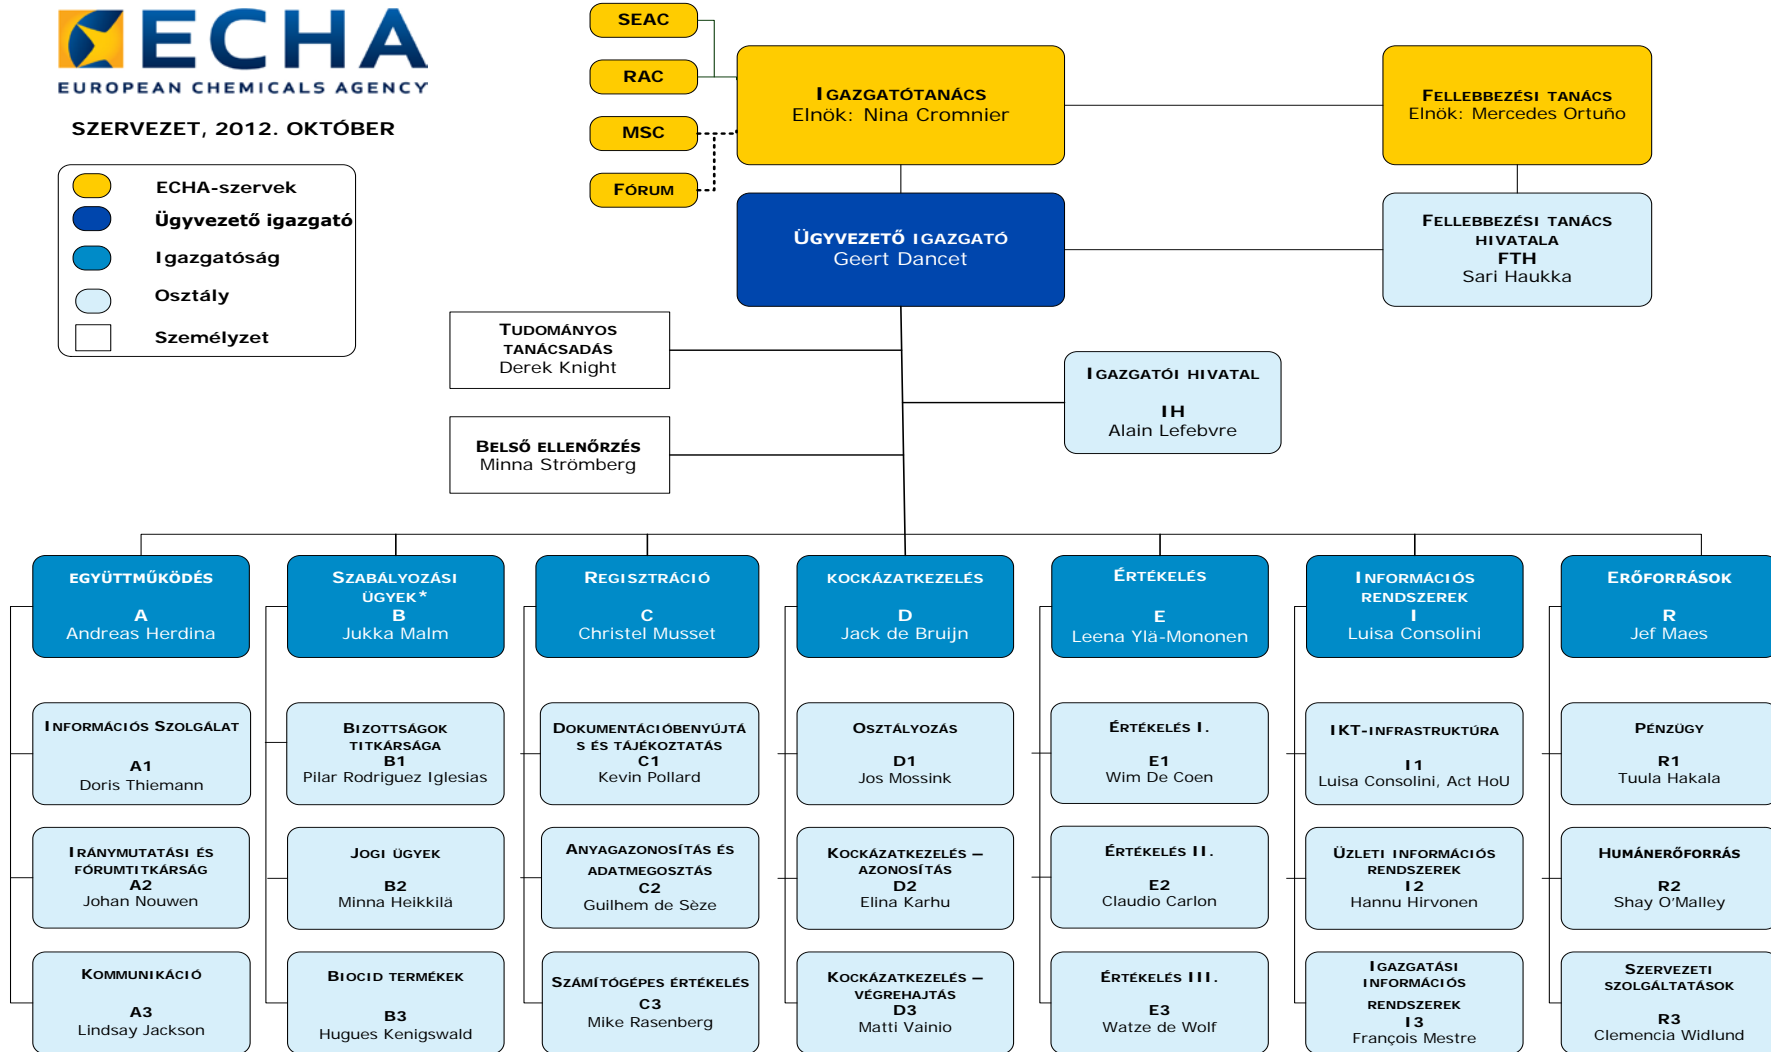 ECHA
EUROPEAN CHEMICALS AGENCY
SZERVEZET, 2012. OKTÓBER
ECHA-szervek
Ügyvezető igazgató
Igazgatóság
Osztály
Személyzet
SEAC
RAC
MSC
FÓRUM
IGAZGATÓTANÁCS
Elnök: Nina Cromnier
FELLEBBEZÉSI TANÁCS
Elnök: Mercedes Ortuño
ÜGYVEZETŐ IGAZGATÓ
Geert Dancet
FELLEBBEZÉSI TANÁCS
HIVATALA
FTH
Sari Haukka
TUDOMÁNYOS
TANÁCSADÁS
Derek Knight
IGAZGATÓI HIVATAL
IH
Alain Lefebvre
BELSŐ ELLENŐRZÉS
Minna Strömberg
EGYÜTTMŰKÖDÉS
A
Andreas Herdina
SZABÁLYOZÁSI
ÜGYEK*
B
Jukka Malm
REGISZTRÁCIÓ
C
Christel Musset
KOCKÁZATKEZELÉS
D
Jack de Bruijn
ÉRTÉKELÉS
E
Leena Ylä-Mononen
INFORMÁCIÓS
RENDSZEREK
I
Luisa Consolini
ERŐFORRÁSOK
R
Jef Maes
INFORMÁCIÓS SZOLGÁLAT
A1
Doris Thiemann
BIZOTTSÁGOK
TITKÁRSÁGA
B1
Pilar Rodriguez Iglesias
DOKUMENTÁCIÓBENYÚJTÁ
S ÉS TÁJÉKOZTATÁS
C1
Kevin Pollard
OSZTÁLYOZÁS
D1
Jos Mossink
ÉRTÉKELÉS I.
E1
Wim De Coen
IKT-INFRASTRUKTÚRA
I1
Luisa Consolini, Act HoU
PÉNZÜGY
R1
Tuula Hakala
IRÁNYMUTATÁSI ÉS
FÓRUMTITKÁRSÁG
A2
Johan Nouwen
JOGI ÜGYEK
B2
Minna Heikkilä
ANYAGAZONOSÍTÁS ÉS
ADATMEGOSZTÁS
C2
Guilhem de Sèze
KOCKÁZATKEZELÉS –
AZONOSÍTÁS
D2
Elina Karhu
ÉRTÉKELÉS II.
E2
Claudio Carlon
ÜZLETI INFORMÁCIÓS
RENDSZEREK
I2
Hannu Hirvonen
HUMÁNERŐFORRÁS
R2
Shay O’Malley
KOMMUNIKÁCIÓ
A3
Lindsay Jackson
BIOCID TERMÉKEK
B3
Hugues Kenigswald
SZÁMÍTÓGÉPES ÉRTÉKELÉS
C3
Mike Rasenberg
KOCKÁZATKEZELÉS –
VÉGREHAJTÁS
D3
Matti Vainio
ÉRTÉKELÉS III.
E3
Watze de Wolf
IGAZGATÁSI
INFORMÁCIÓS
RENDSZEREK
I3
François Mestre
SZERVEZETI
SZOLGÁLTATÁSOK
R3
Clemencia Widlund